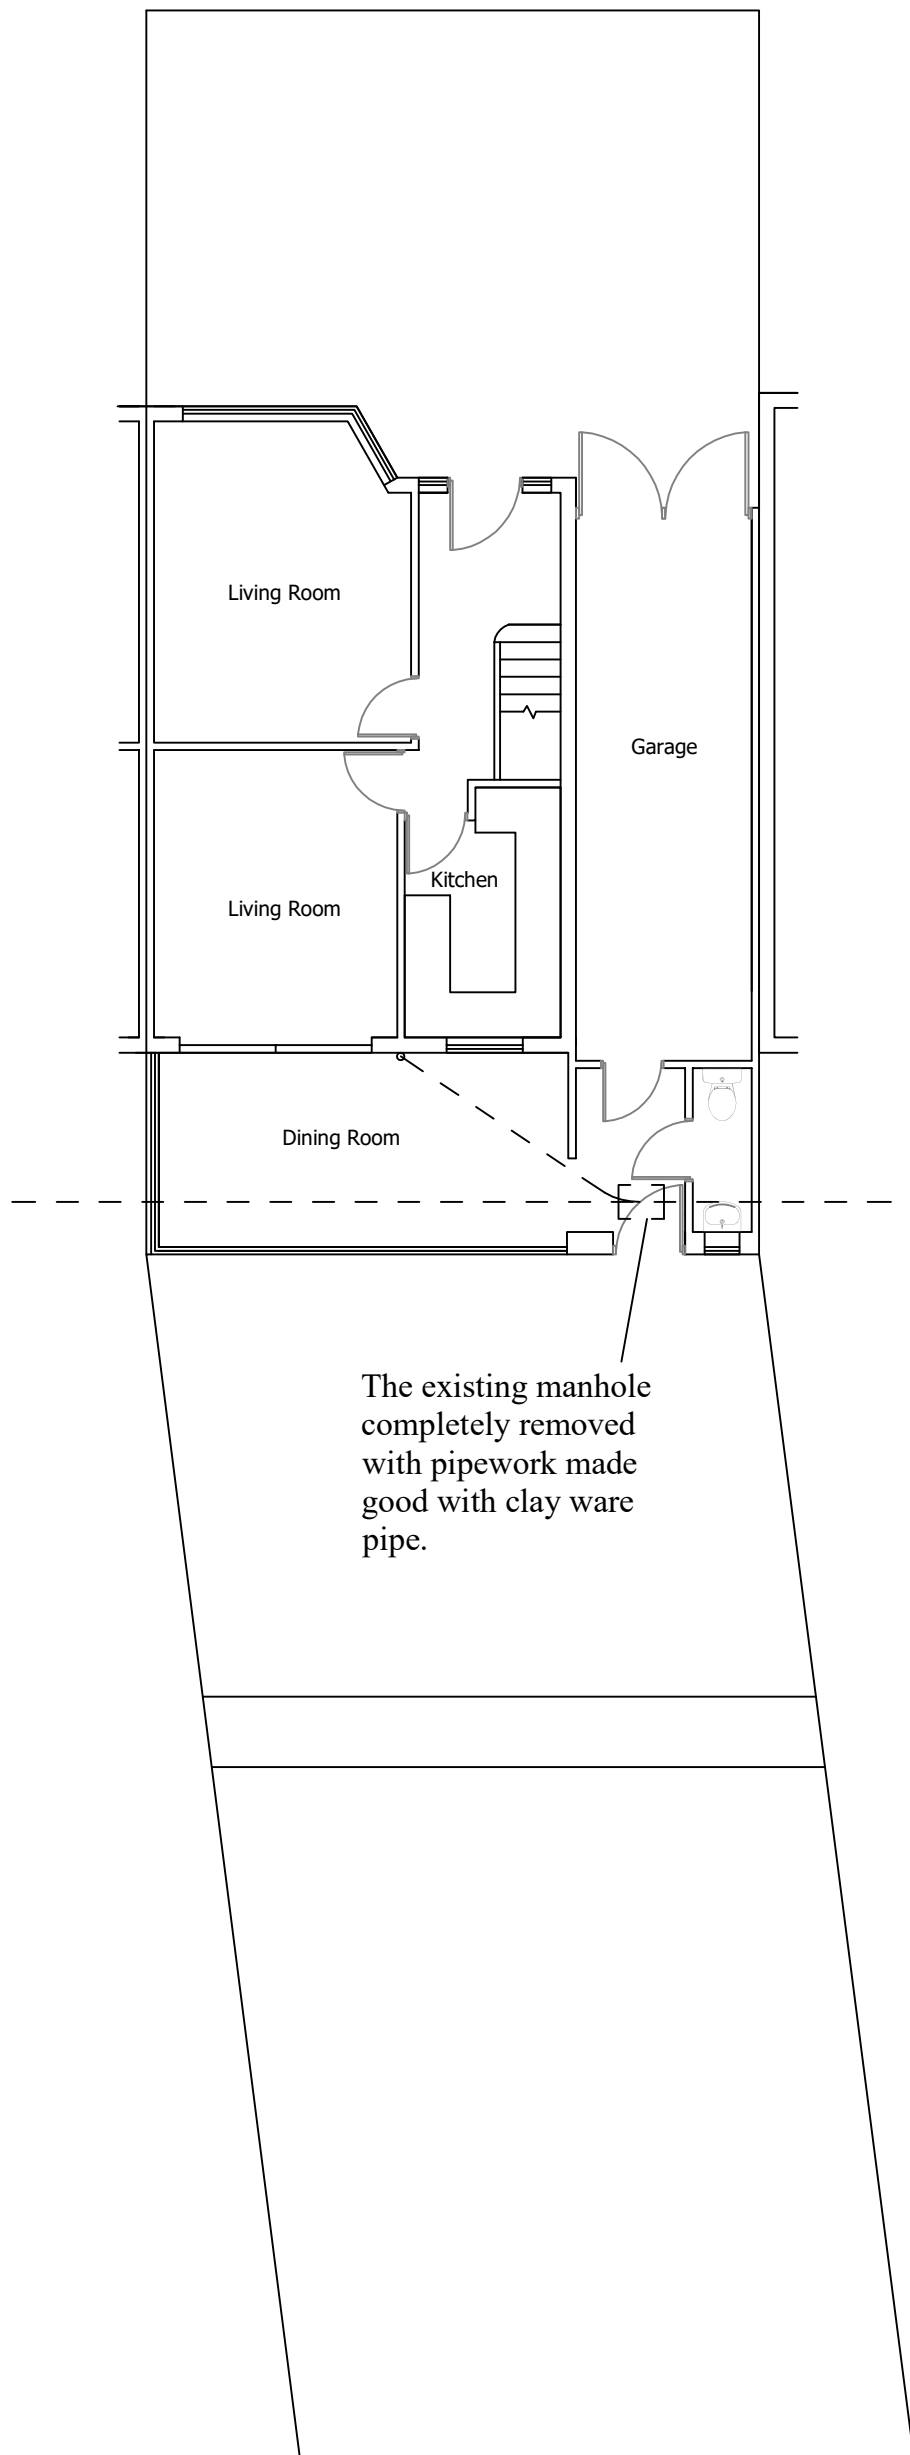 Living Room
Garage
Kitchen
Living Room
Dining Room
The existing manhole
completely removed
with pipework made
good with clay ware
pipe.